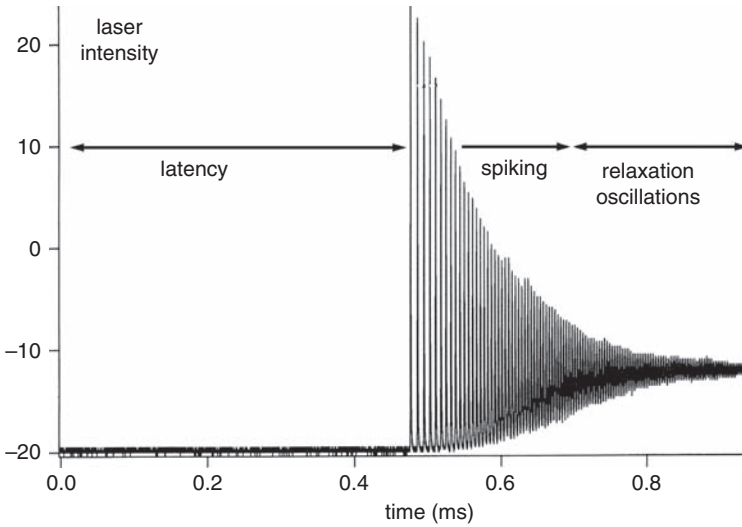 laser
intensity
20
10
latency
spiking
relaxation
oscillations
0
–10
–20
0.0 0.2 0.4 0.6 0.8
time (ms)